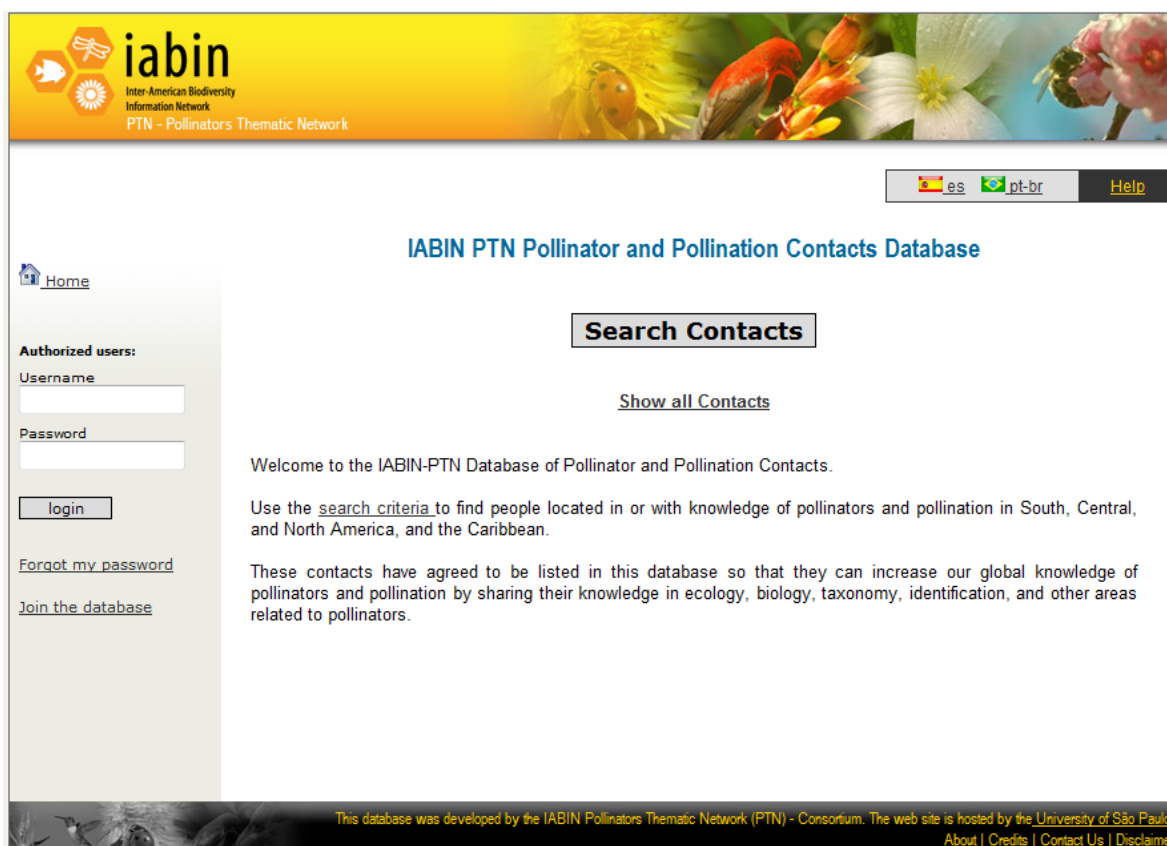 iabin
Inter-American Biodiversity
Information Network
PTN - Pollinators Thematic Network
es pt-br Help
IABIN PTN Pollinator and Pollination Contacts Database
Home
Search Contacts
Authorized users:
Username
Show all Contacts
Password
Welcome to the IABIN-PTN Database of Pollinator and Pollination Contacts.
login
Use the search criteria to find people located in or with knowledge of pollinators and pollination in South, Central,
and North America, and the Caribbean.
Forgot my password
These contacts have agreed to be listed in this database so that they can increase our global knowledge of
pollinators and pollination by sharing their knowledge in ecology, biology, taxonomy, identification, and other areas
related to pollinators.
Join the database
This database was developed by the IABIN Pollinators Thematic Network (PTN) - Consortium. The web site is hosted by the University of São Paulo
About | Credits | Contact Us | Disclaime